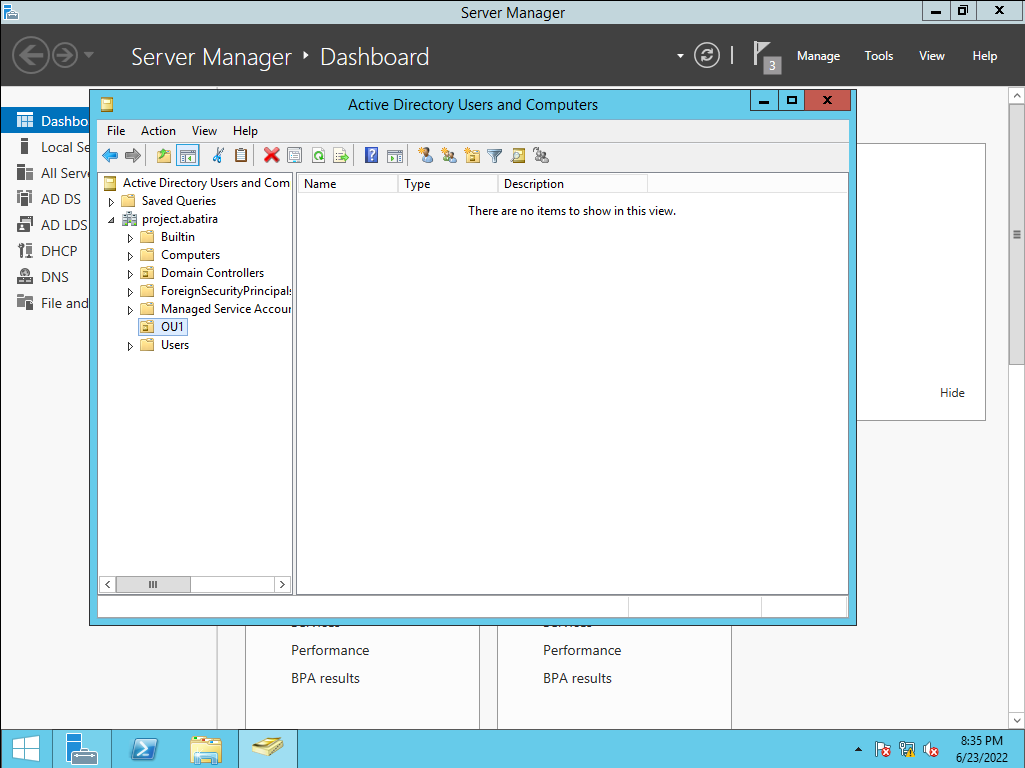 Server Manager
Server Manager Dashboard
3
Manage Tools View Help
Active Directory Users and Computers
File Action View Help
Dashbo
Local Se
All Serve
AD DS
AD LDS
DHCP
DNS
File and
Active Directory Users and Com
Saved Queries
project.abatira
Builtin
Computers
Domain Controllers
ForeignSecurityPrincipals
Managed Service Accour
OU1
Users
Name Type Description
There are no items to show in this view.
Hide
Performance
BPA results
Performance
BPA results
8:35 PM
6/23/2022